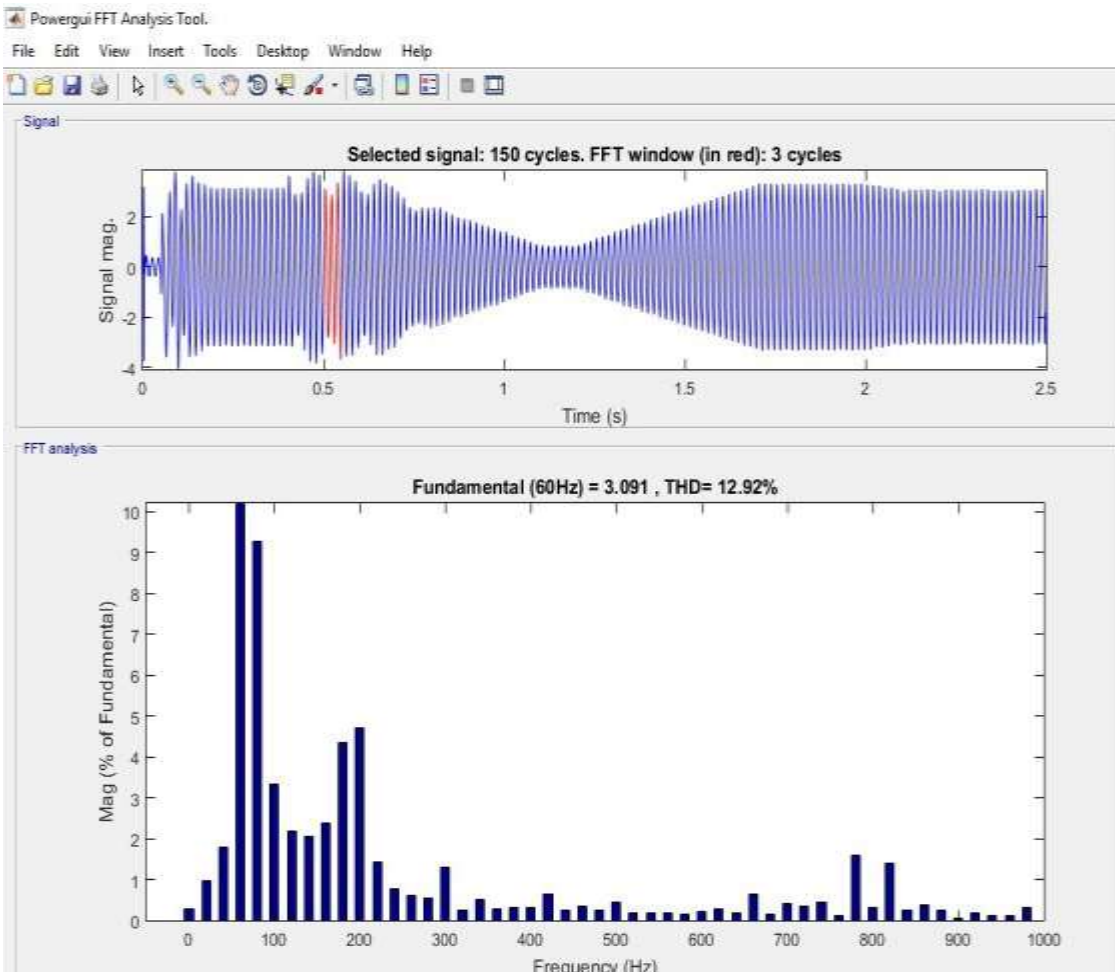 Powergui FFT Analysis Tool.
File Edit View Insert Tools Desktop Window Help
Signal
Selected signal: 150 cycles. FFT window (in red): 3 cycles
Signal mag.
2
0
-2
-4
0 0.5 1 1.5 2 2.5
Time (s)
FFT analysis
Fundamental (60Hz) = 3.091 , THD= 12.92%
Mag (% of Fundamental)
10
9
8
7
6
5
4
3
2
1
0
0 100 200 300 400 500 600 700 800 900 1000
Frequency (Hz)